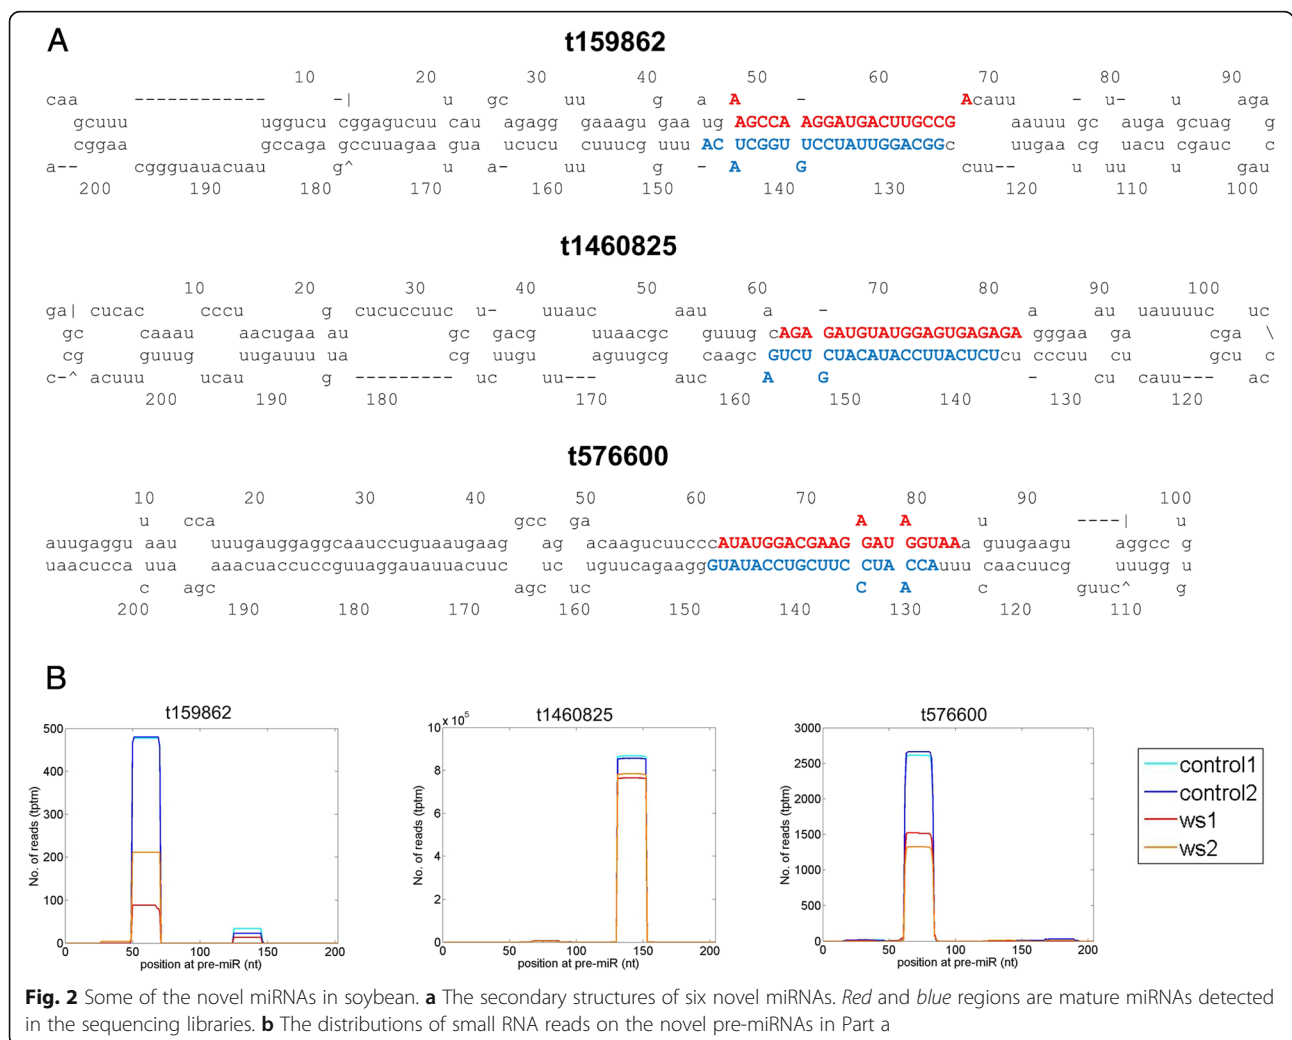 A
t159862
10 20 30 40 50 60 70 80 90
caa ------------ -| u gc uu g a A - Acauu - u- u aga
gcuuu uggucu cggagucuu cau agagg gaaagu gaa ug AGCCA AGGAUGACUUGCCG aauuu gc auga gcuag g
cggaa gccaga gccuuagaa gua ucucu cuuucg uuu AC UCGGU UCCUAUUGGACGGc uugaa cg uacu cgauc c
a-- cggguauacuau g^ u a- uu g - A G cuu-- u uu u gau
200 190 180 170 160 150 140 130 120 110 100
t1460825
10 20 30 40 50 60 70 80 90 100
ga| cucac cccu g cucuccuuc u- uuauc aau a - a au uauuuuc uc
gc caaau aacugaa au gc gacg uuaacgc guuug cAGA GAUGUAUGGAGUGAGAGA gggaa ga cga \
cg guuug uugauuu ua cg uugu aguugcg caagc GUCU CUACAUACCUUACUCUcu cccuu cu gcu c
c-^ acuuu ucau g --------- uc uu--- auc A G - cu cauu--- ac
200 190 180 170 160 150 140 130 120
t576600
10 20 30 40 50 60 70 80 90 100
u cca gcc ga A A u ----| u
auugaggu aau uuugauggaggcaauccuguaaugaag ag acaagucuucccAUAUGGACGAAG GAU GGUAAa guugaagu aggcc g
uaacucca uua aaacuaccuccguuaggauauuacuuc uc uguucagaaggGUAUACCUGCUUC CUA CCAuuu caacuucg uuugg u
c agc agc uc C A c guuc^ g
200 190 180 170 160 150 140 130 120 110
B
t159862
No. of reads (tptm)
500
400
300
200
100
0
0 50 100 150 200
position at pre-miR (nt)
t1460825
No. of reads (tptm)
10 x 10⁵
8
6
4
2
0
0 50 100 150 200
position at pre-miR (nt)
t576600
No. of reads (tptm)
3000
2500
2000
1500
1000
500
0
0 50 100 150 200
position at pre-miR (nt)
control1
control2
ws1
ws2
Fig. 2 Some of the novel miRNAs in soybean. a The secondary structures of six novel miRNAs. Red and blue regions are mature miRNAs detected
in the sequencing libraries. b The distributions of small RNA reads on the novel pre-miRNAs in Part a